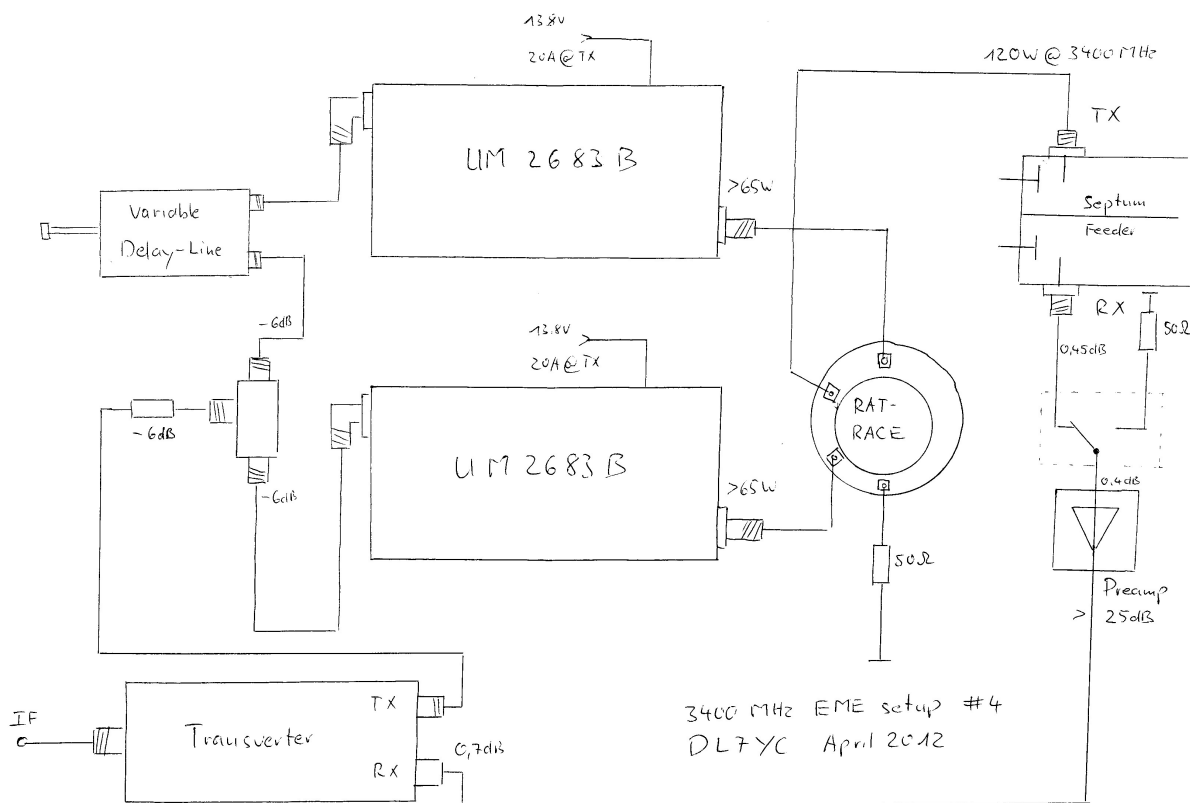 13.8V
20A@TX
120W @ 3400 MHz
TX
UM 2683 B
>65W
Variable
Delay-Line
Septum
Feeder
RX
50Ω
-6dB
13.8V
20A@TX
0,45dB
RAT-
RACE
-6dB
UM 2683 B
-6dB
>65W
0,4dB
50Ω
Preamp
> 25dB
TX
IF
Transverter
0,7dB
RX
3400 MHz EME setup #4
DL7YC April 2012